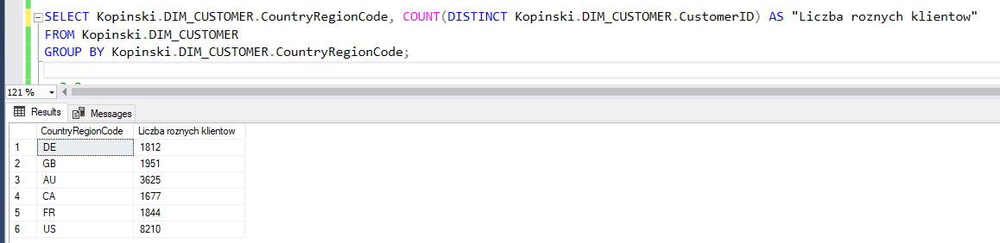 SELECT Kopinski.DIM_CUSTOMER.CountryRegionCode, COUNT(DISTINCT Kopinski.DIM_CUSTOMER.CustomerID) AS "Liczba roznych klientow"
FROM Kopinski.DIM_CUSTOMER
GROUP BY Kopinski.DIM_CUSTOMER.CountryRegionCode;
121 %
Results Messages
CountryRegionCode Liczba roznych klientow
1 DE 1812
2 GB 1951
3 AU 3625
4 CA 1677
5 FR 1844
6 US 8210